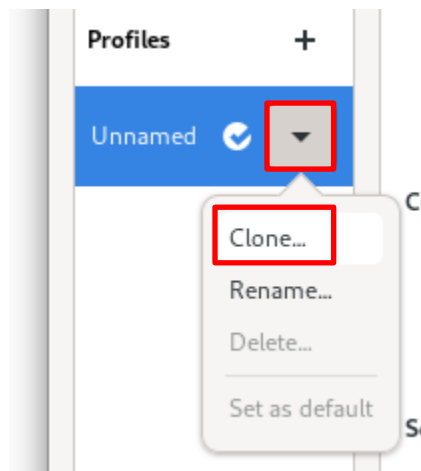 Profiles +
Unnamed
C
Clone...
Rename...
Delete...
Set as default
S